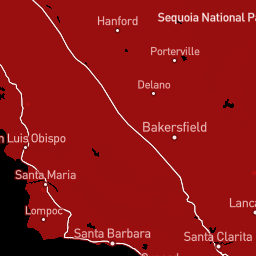 Sequoia National Pa
Hanford
Porterville
Delano
Bakersfield
n Luis Obispo
Santa Maria
Lompoc
Lanca
Santa Barbara
Santa Clarita